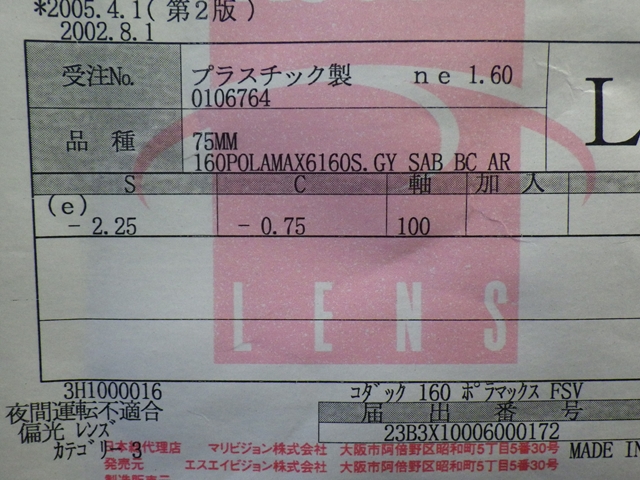 *2005.4.1(第2版)
2002.8.1
受注No. プラスチック製 ne 1.60
0106764
L
品 種 75MM
160POLAMAX6160S.GY SAB BC AR
S C 軸 加 入
(e)
- 2.25 - 0.75 100
LENS
3H1000016 コダック 160 ポラマックス FSV
夜間運転不適合 届 出 番 号
偏光 レンズ 23B3X10006000172
カテゴリー3 日本総代理店 マリビジョン株式会社 大阪市阿倍野区昭和町5丁目5番30号 MADE IN
発売元 エスエイビジョン株式会社 大阪市阿倍野区昭和町5丁目5番30号
製造販売元